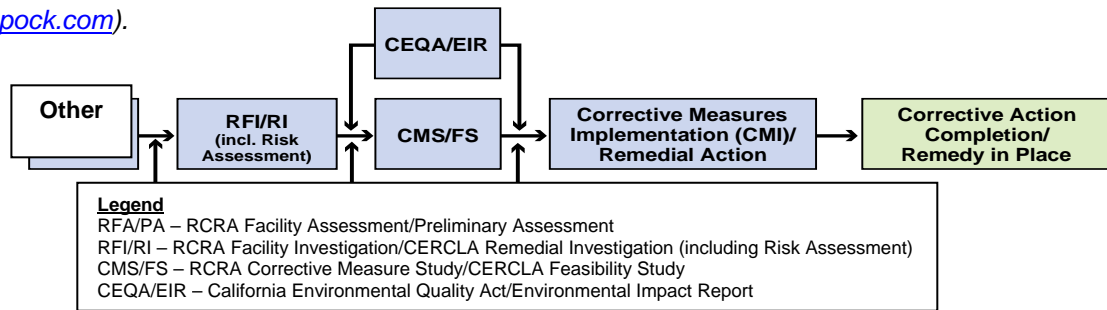 pock.com).
CEQA/EIR
Other
RFI/RI
(incl. Risk
Assessment)
CMS/FS
Corrective Measures
Implementation (CMI)/
Remedial Action
Corrective Action
Completion/
Remedy in Place
Legend
RFA/PA – RCRA Facility Assessment/Preliminary Assessment
RFI/RI – RCRA Facility Investigation/CERCLA Remedial Investigation (including Risk Assessment)
CMS/FS – RCRA Corrective Measure Study/CERCLA Feasibility Study
CEQA/EIR – California Environmental Quality Act/Environmental Impact Report